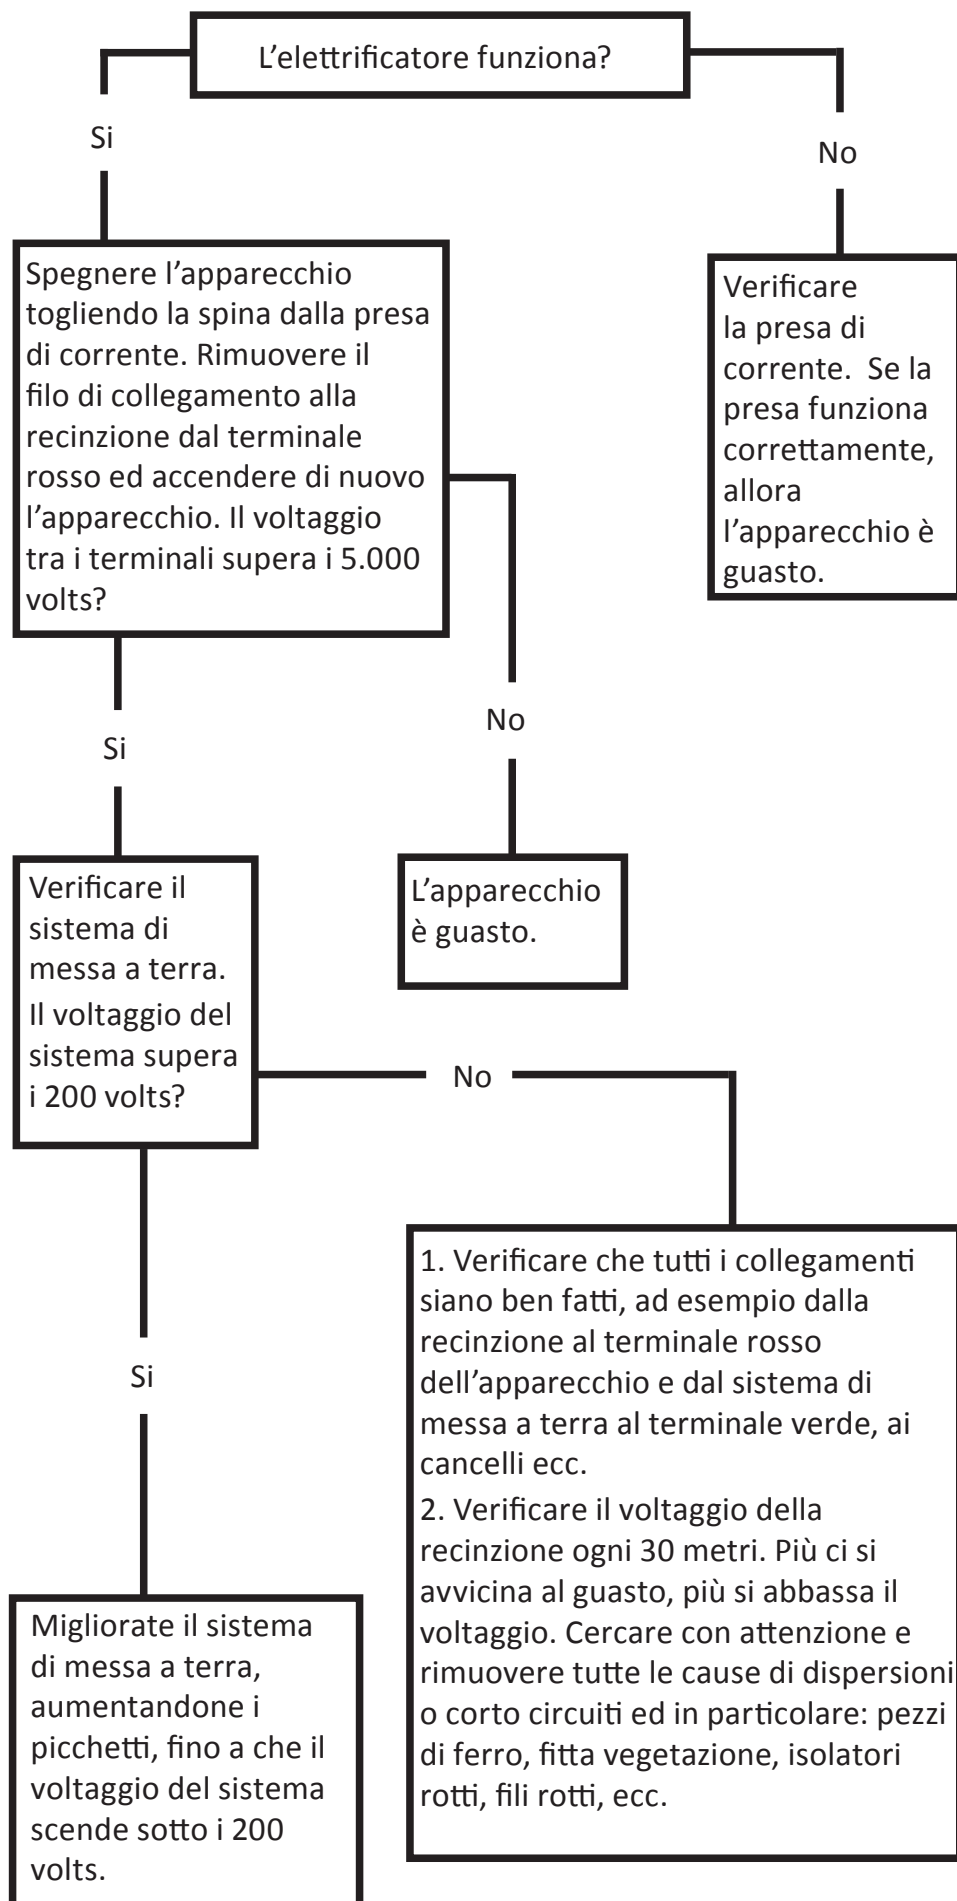 L'elettrificatore funziona?
Si
No
Spegnere l'apparecchio
togliendo la spina dalla presa
di corrente. Rimuovere il
filo di collegamento alla
recinzione dal terminale
rosso ed accendere di nuovo
l'apparecchio. Il voltaggio
tra i terminali supera i 5.000
volts?
Verificare
la presa di
corrente.  Se la
presa funziona
correttamente,
allora
l'apparecchio è
guasto.
Si
No
Verificare il
sistema di
messa a terra.
Il voltaggio del
sistema supera
i 200 volts?
L'apparecchio
è guasto.
No
Si
1. Verificare che tutti i collegamenti
siano ben fatti, ad esempio dalla
recinzione al terminale rosso
dell'apparecchio e dal sistema di
messa a terra al terminale verde, ai
cancelli ecc.
2. Verificare il voltaggio della
recinzione ogni 30 metri. Più ci si
avvicina al guasto, più si abbassa il
voltaggio. Cercare con attenzione e
rimuovere tutte le cause di dispersioni
o corto circuiti ed in particolare: pezzi
di ferro, fitta vegetazione, isolatori
rotti, fili rotti, ecc.
Migliorate il sistema
di messa a terra,
aumentandone i
picchetti, fino a che il
voltaggio del sistema
scende sotto i 200
volts.